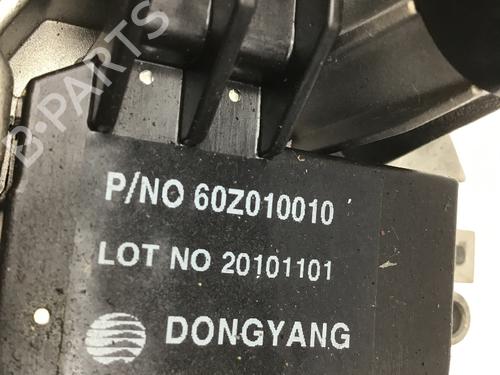 P/NO 60Z010010
LOT NO 20101101
DONGYANG
B-PARTS